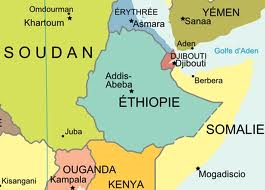 Omdourman
Khartoum
ÉRYTHRÉE
Asmara
YÉMEN
Sanaa
SOUDAN
Aden
Golfe d'Aden
DJIBOUTI
Djibouti
Addis-
Abeba
Berbera
ÉTHIOPIE
SOMALIE
Juba
OUGANDA
Kisangani
Kampala
KENYA
Mogadiscio